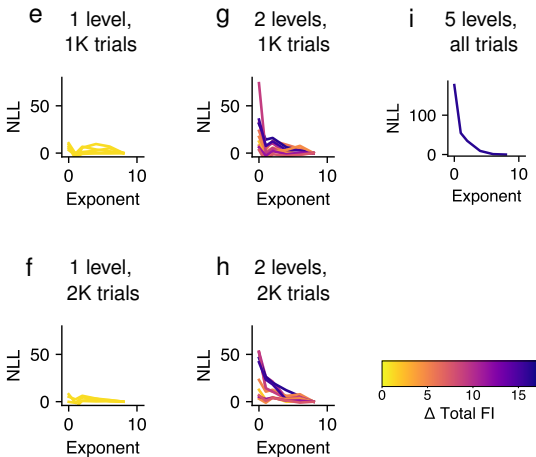 e
1 level,
1K trials
NLL
50
0
0
10
Exponent
g
2 levels,
1K trials
NLL
50
0
0
10
Exponent
i
5 levels,
all trials
NLL
100
0
0
10
Exponent
f
1 level,
2K trials
NLL
50
0
0
10
Exponent
h
2 levels,
2K trials
NLL
50
0
0
10
Exponent
0 5 10 15
Δ Total FI